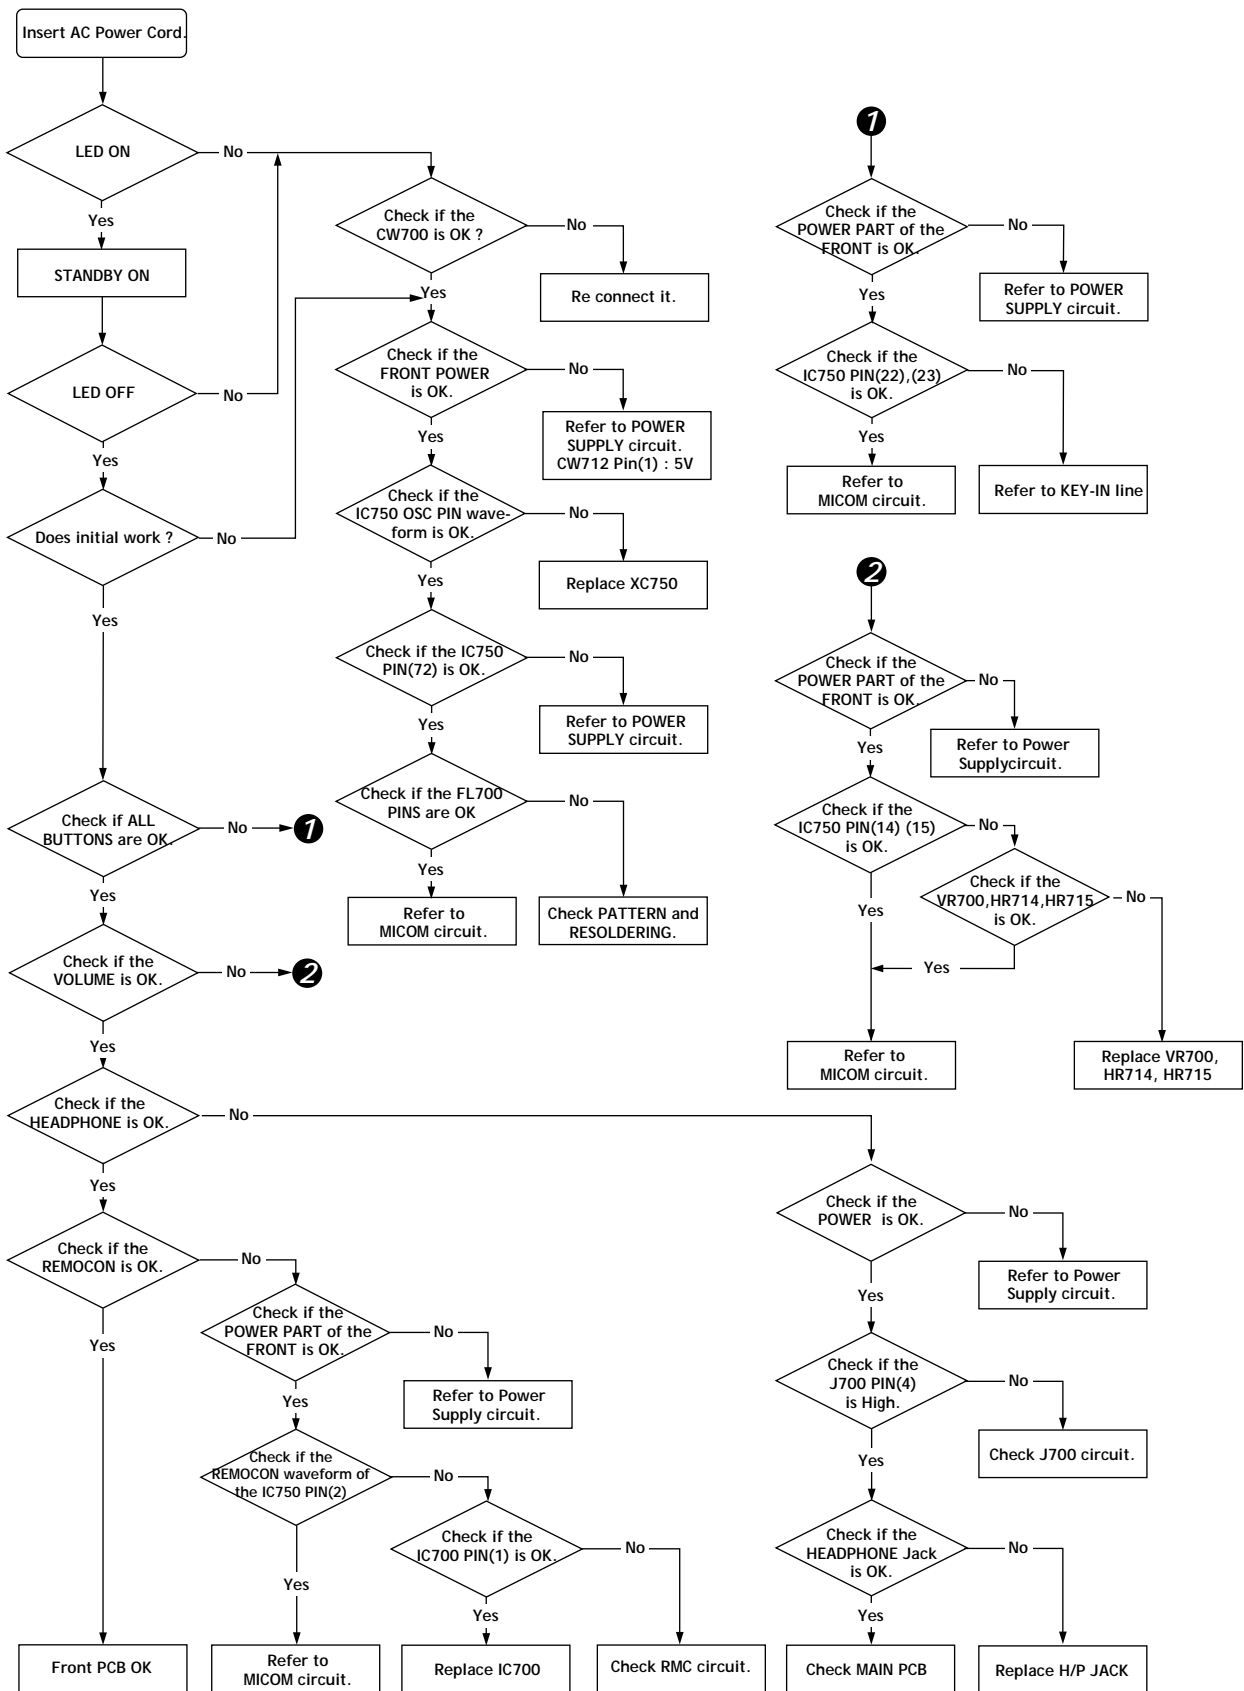 Insert AC Power Cord.
LED ON
No
Yes
STANDBY ON
LED OFF
No
Yes
Does initial work ?
No
Yes
Check if ALL
BUTTONS are OK.
No
1
Yes
Check if the
VOLUME is OK.
No
2
Yes
Check if the
HEADPHONE is OK.
No
Yes
Check if the
REMOCON is OK.
No
Yes
Front PCB OK
Check if the
CW700 is OK ?
No
Re connect it.
Yes
Check if the
FRONT POWER
is OK.
No
Refer to POWER
SUPPLY circuit.
CW712 Pin(1) : 5V
Yes
Check if the
IC750 OSC PIN wave-
form is OK.
No
Replace XC750
Yes
Check if the IC750
PIN(72) is OK.
No
Refer to POWER
SUPPLY circuit.
Yes
Check if the FL700
PINS are OK
No
Check PATTERN and
RESOLDERING.
Yes
Refer to
MICOM circuit.
Check if the
POWER PART of the
FRONT is OK.
No
Refer to Power
Supply circuit.
Yes
Check if the
REMOCON waveform of
the IC750 PIN(2)
No
Yes
Refer to
MICOM circuit.
Check if the
IC700 PIN(1) is OK.
No
Yes
Replace IC700
Check RMC circuit.
1
Check if the
POWER PART of the
FRONT is OK.
No
Refer to POWER
SUPPLY circuit.
Yes
Check if the
IC750 PIN(22),(23)
is OK.
No
Refer to KEY-IN line
Yes
Refer to
MICOM circuit.
2
Check if the
POWER PART of the
FRONT is OK.
No
Refer to Power
Supplycircuit.
Yes
Check if the
IC750 PIN(14) (15)
is OK.
No
Check if the
VR700,HR714,HR715
is OK.
No
Yes
Yes
Refer to
MICOM circuit.
Replace VR700,
HR714, HR715
Check if the
POWER is OK.
No
Refer to Power
Supply circuit.
Yes
Check if the
J700 PIN(4)
is High.
No
Check J700 circuit.
Yes
Check if the
HEADPHONE Jack
is OK.
No
Yes
Check MAIN PCB
Replace H/P JACK